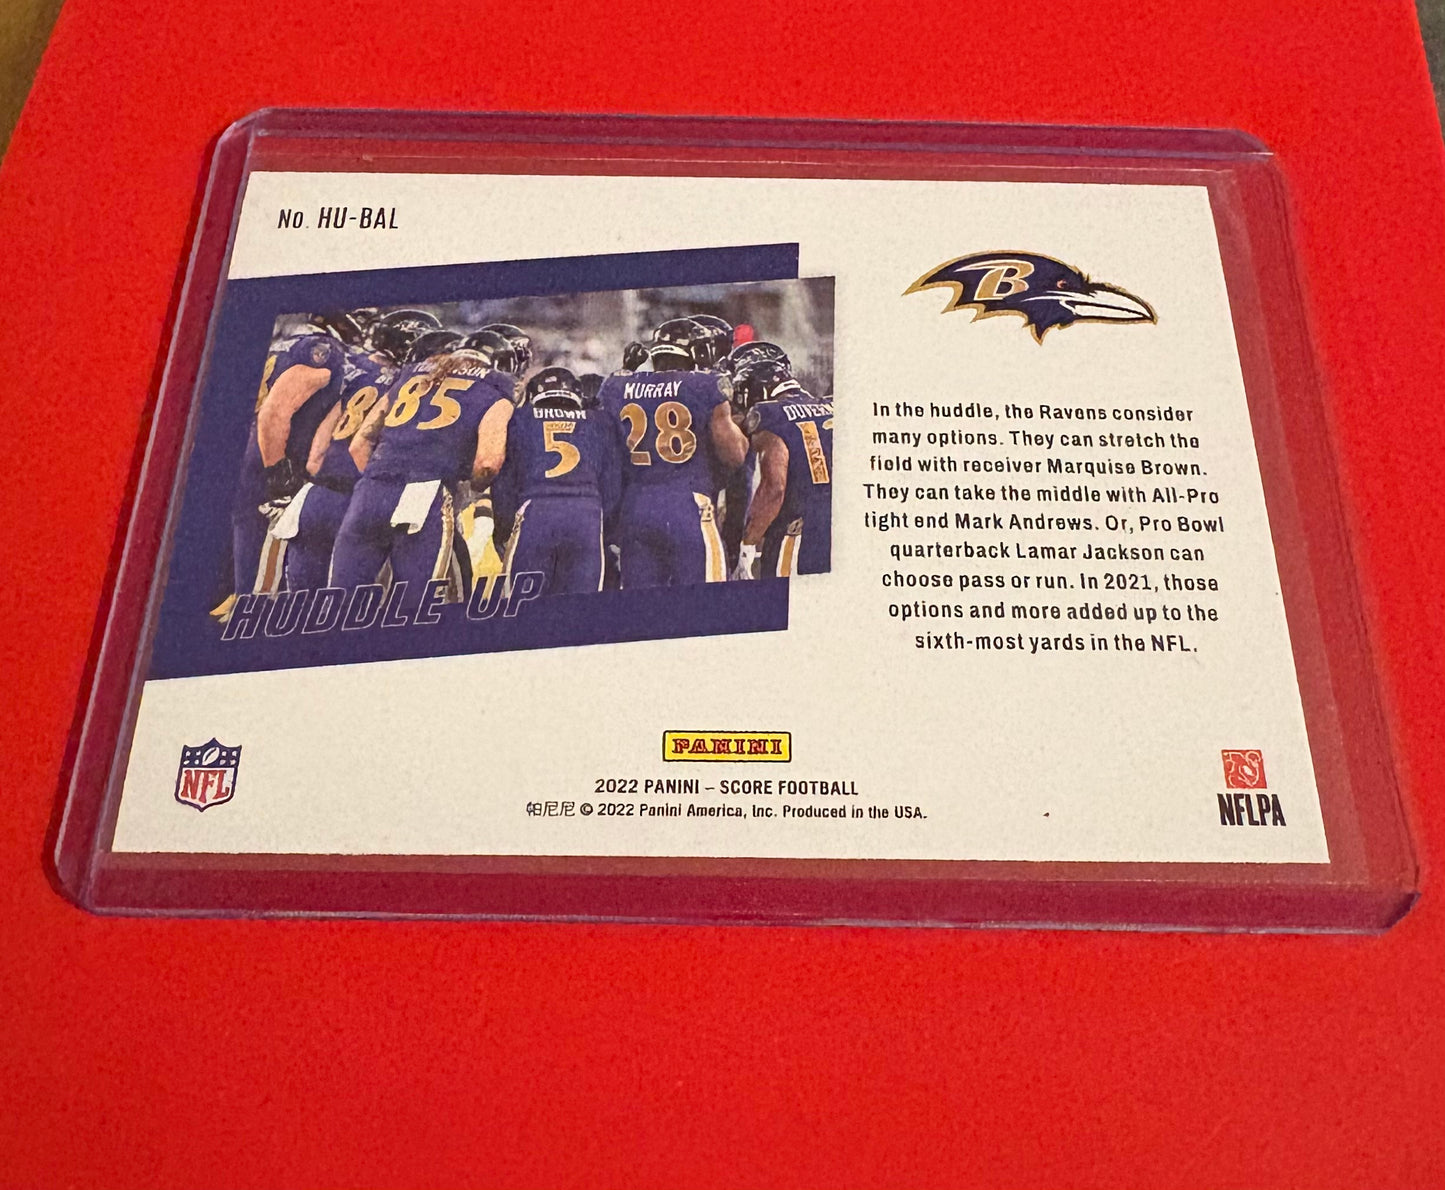 No. HU-BAL
B
85
BROWN
5
MURRAY
28
HUDDLE UP
In the huddle, the Ravens consider
many options. They can stretch the
field with receiver Marquise Brown.
They can take the middle with All-Pro
tight end Mark Andrews. Or, Pro Bowl
quarterback Lamar Jackson can
choose pass or run. In 2021, those
options and more added up to the
sixth-most yards in the NFL.
NFL
PANINI
2022 PANINI – SCORE FOOTBALL
帕尼尼 © 2022 Panini America, Inc. Produced in the USA.
NFLPA